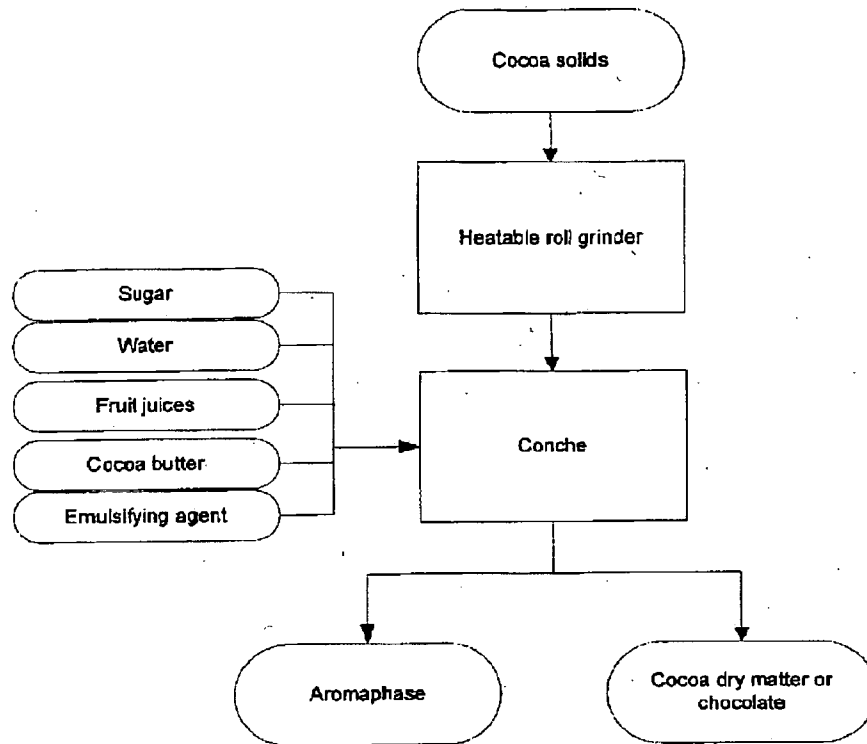 Cocoa solids
Heatable roll grinder
Sugar
Water
Fruit juices
Cocoa butter
Emulsifying agent
Conche
Aromaphase
Cocoa dry matter or
chocolate